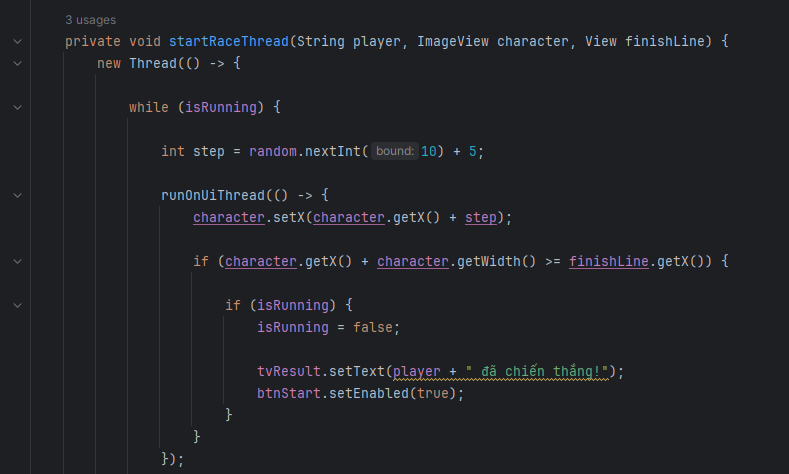 3 usages
private void startRaceThread(String player, ImageView character, View finishLine) {
new Thread(() -> {
while (isRunning) {
int step = random.nextInt( bound: 10) + 5;
runOnUiThread(() -> {
character.setX(character.getX() + step);
if (character.getX() + character.getWidth() >= finishLine.getX()) {
if (isRunning) {
isRunning = false;
tvResult.setText(player + " đã chiến thắng!");
btnStart.setEnabled(true);
}
}
});